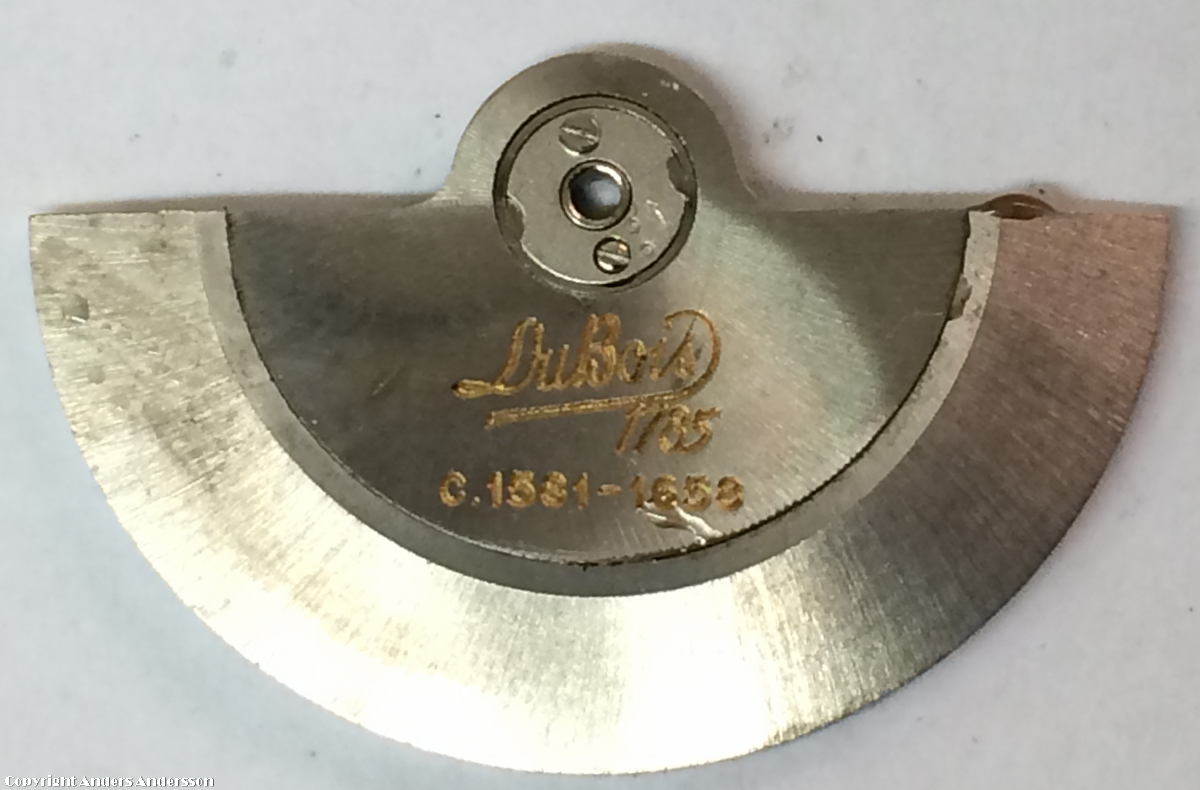 DuBois
1785
C.1581-1658
Copyright Anders Andersson